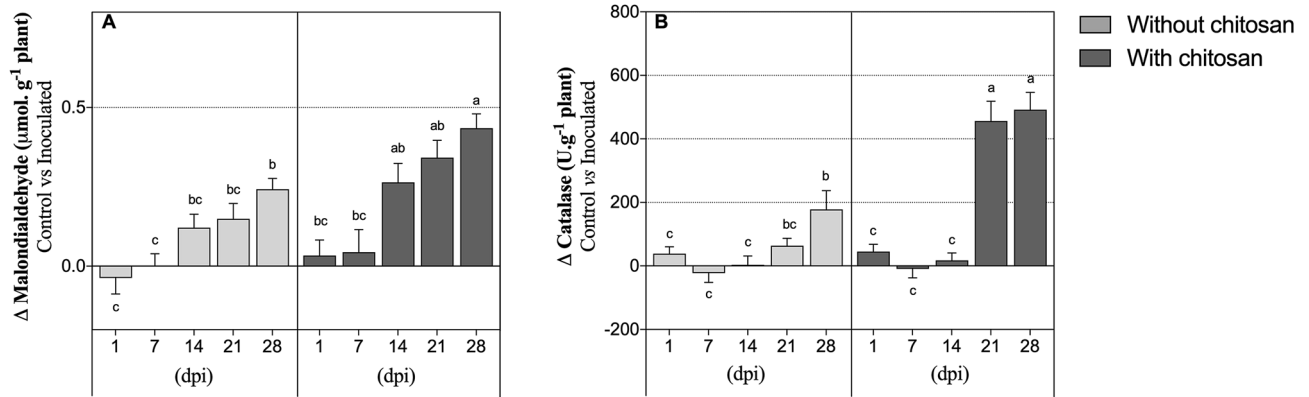 A
Δ Malondialdehyde (μmol. g-1 plant)
Control vs Inoculated
0.5
0.0
c
c
bc
bc
b
bc
bc
ab
ab
a
1 7 14 21 28 1 7 14 21 28
(dpi) (dpi)
B
Δ Catalase (U.g-1 plant)
Control vs Inoculated
800
600
400
200
0
-200
c
c
c
bc
b
c
c
c
a
a
1 7 14 21 28 1 7 14 21 28
(dpi) (dpi)
Without chitosan
With chitosan